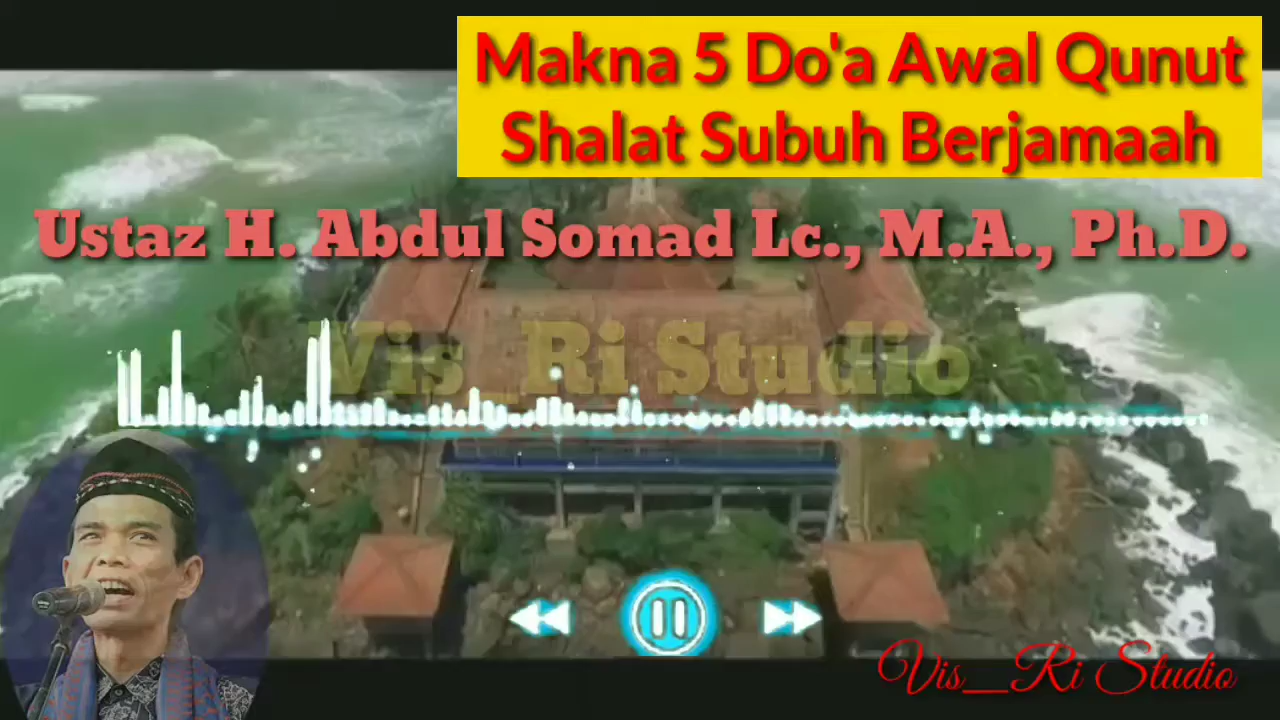 Makna 5 Do'a Awal Qunut
Shalat Subuh Berjamaah
Ustaz H. Abdul Somad Lc., M.A., Ph.D.
Vis_Ri Studio
Vis_Ri Studio